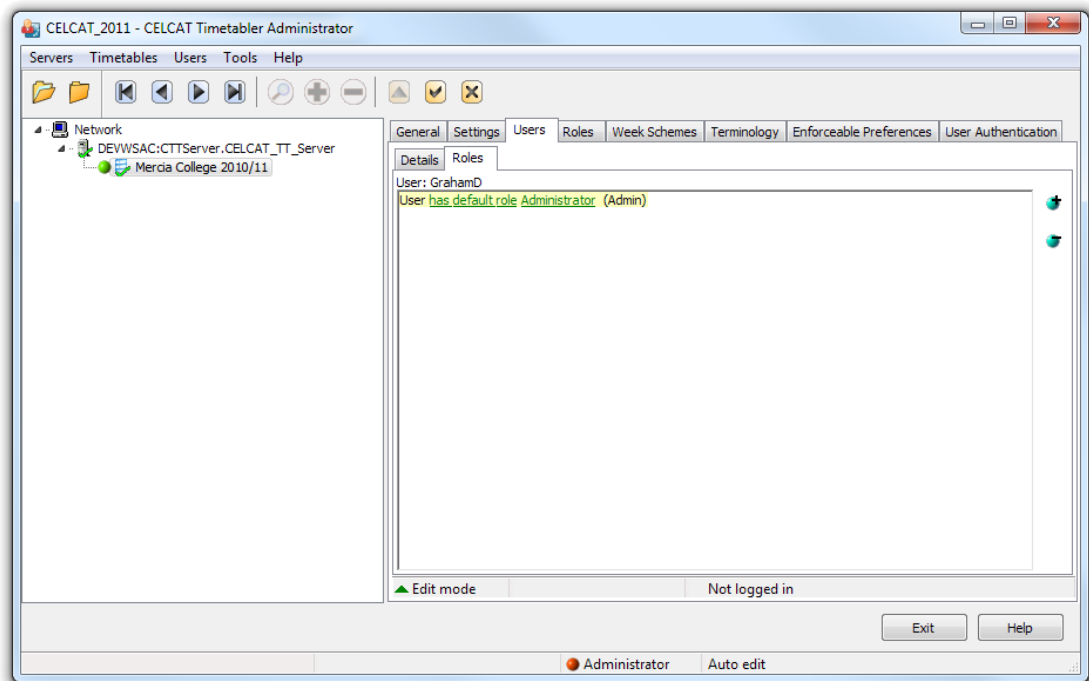 CELCAT_2011 - CELCAT Timetabler Administrator
Servers Timetables Users Tools Help
Network
DEVWSAC:CTTServer.CELCAT_TT_Server
Mercia College 2010/11
General Settings Users Roles Week Schemes Terminology Enforceable Preferences User Authentication
Details Roles
User: GrahamD
User has default role Administrator (Admin)
Edit mode Not logged in
Exit Help
Administrator Auto edit